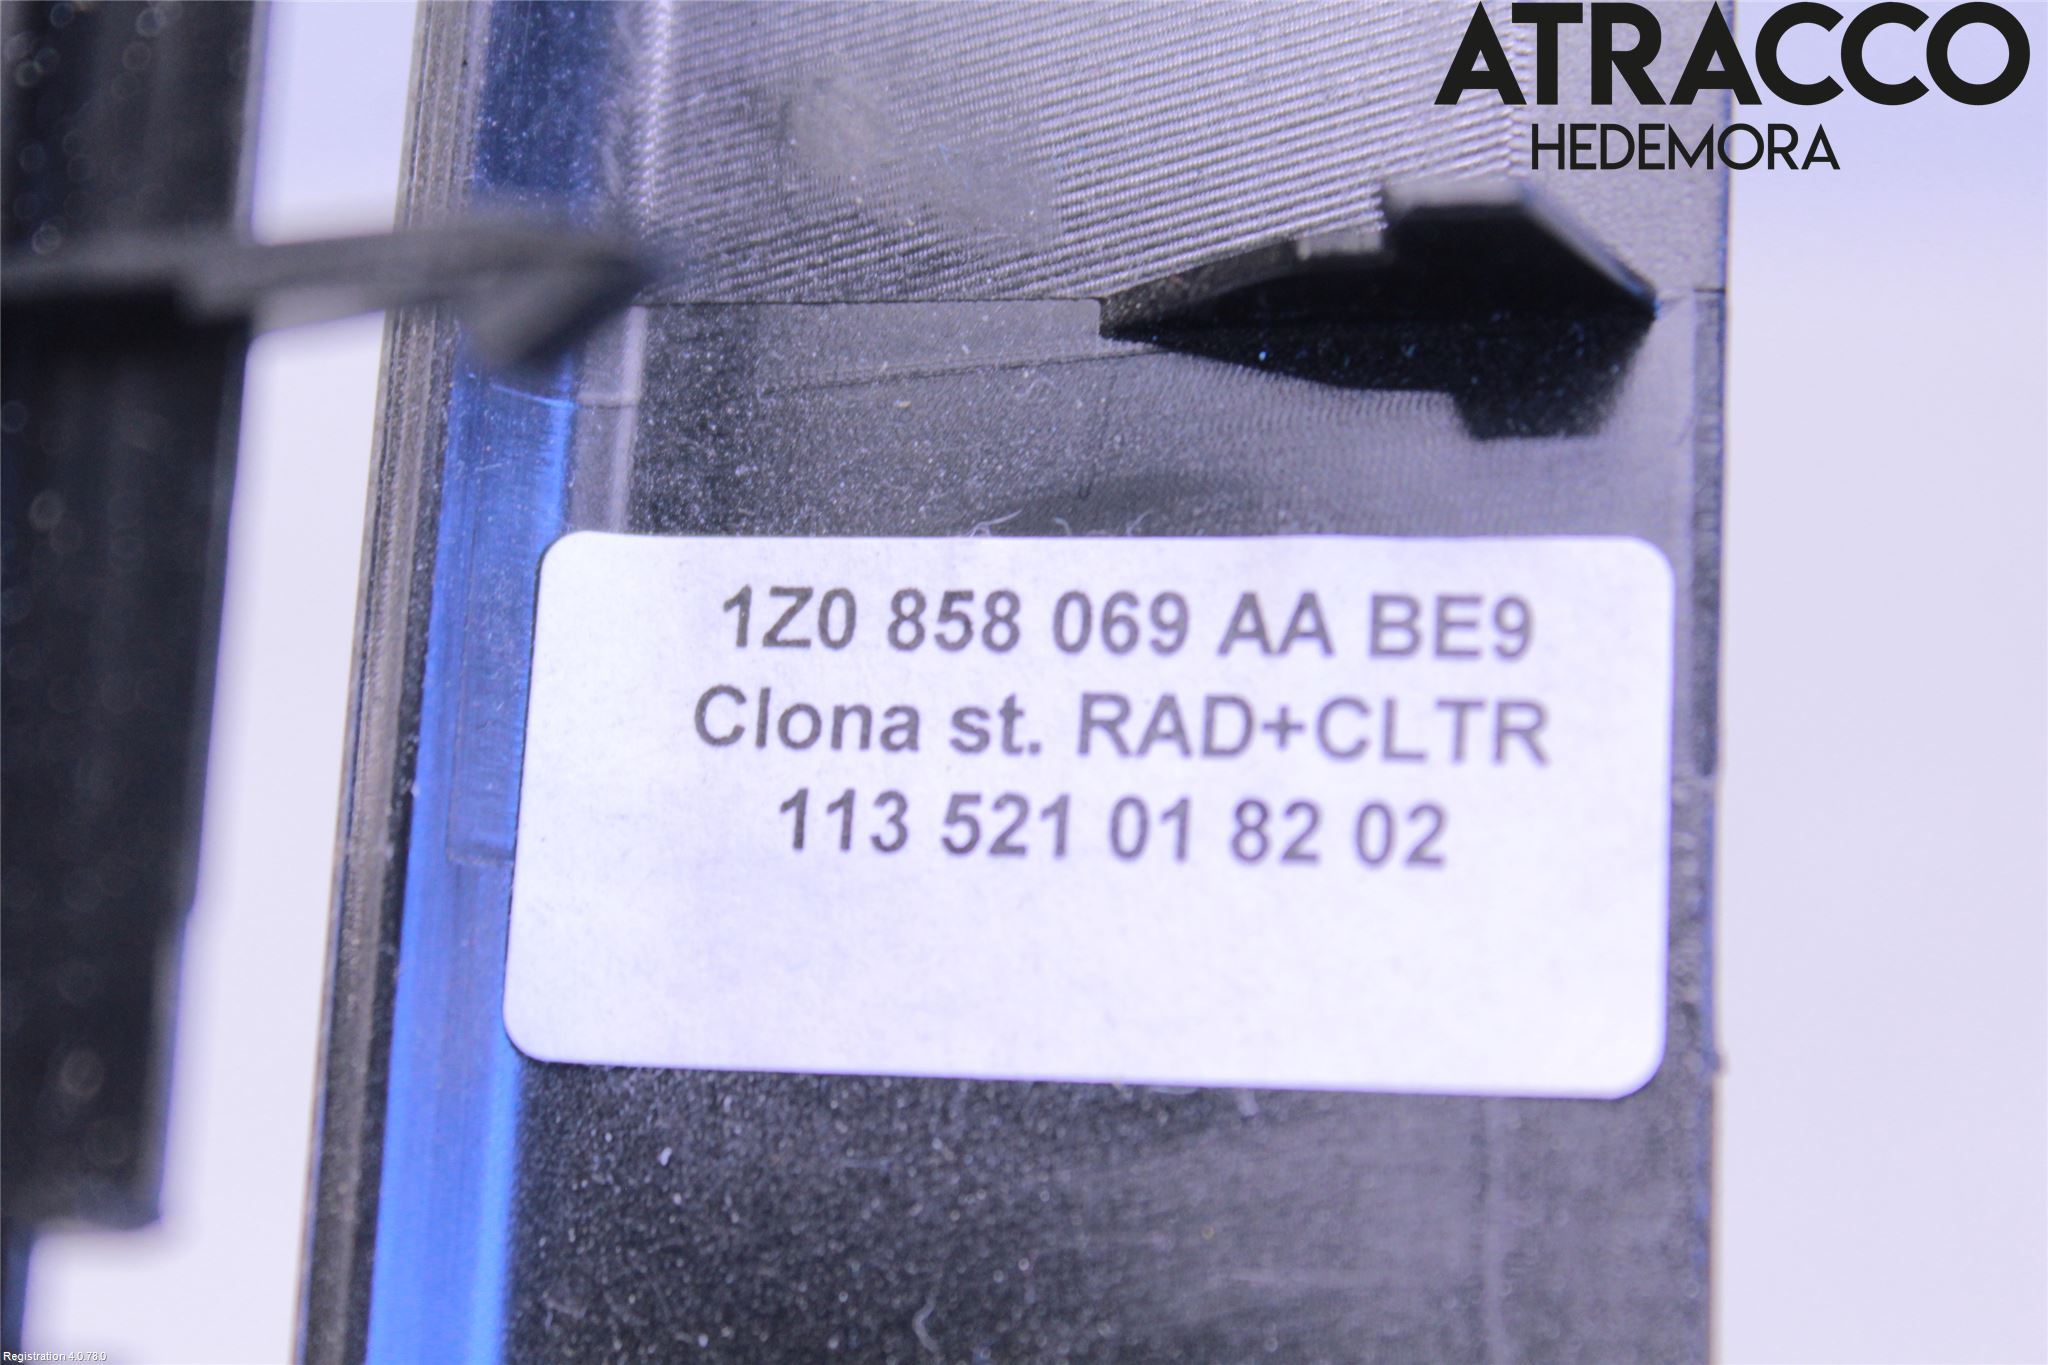 ATRACCO
HEDEMORA
1Z0 858 069 AA BE9
Clona st. RAD+CLTR
113 521 01 82 02
Registration 4.0.78.0